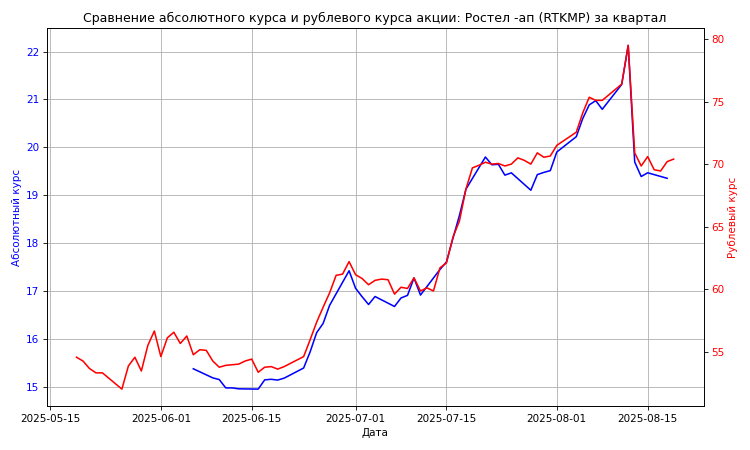 Сравнение абсолютного курса и рублевого курса акции: Ростел -ап (RTKMP) за квартал
22
21
20
19
18
17
16
15
Абсолютный курс
80
75
70
65
60
55
Рублевый курс
2025-05-15 2025-06-01 2025-06-15 2025-07-01 2025-07-15 2025-08-01 2025-08-15
Дата